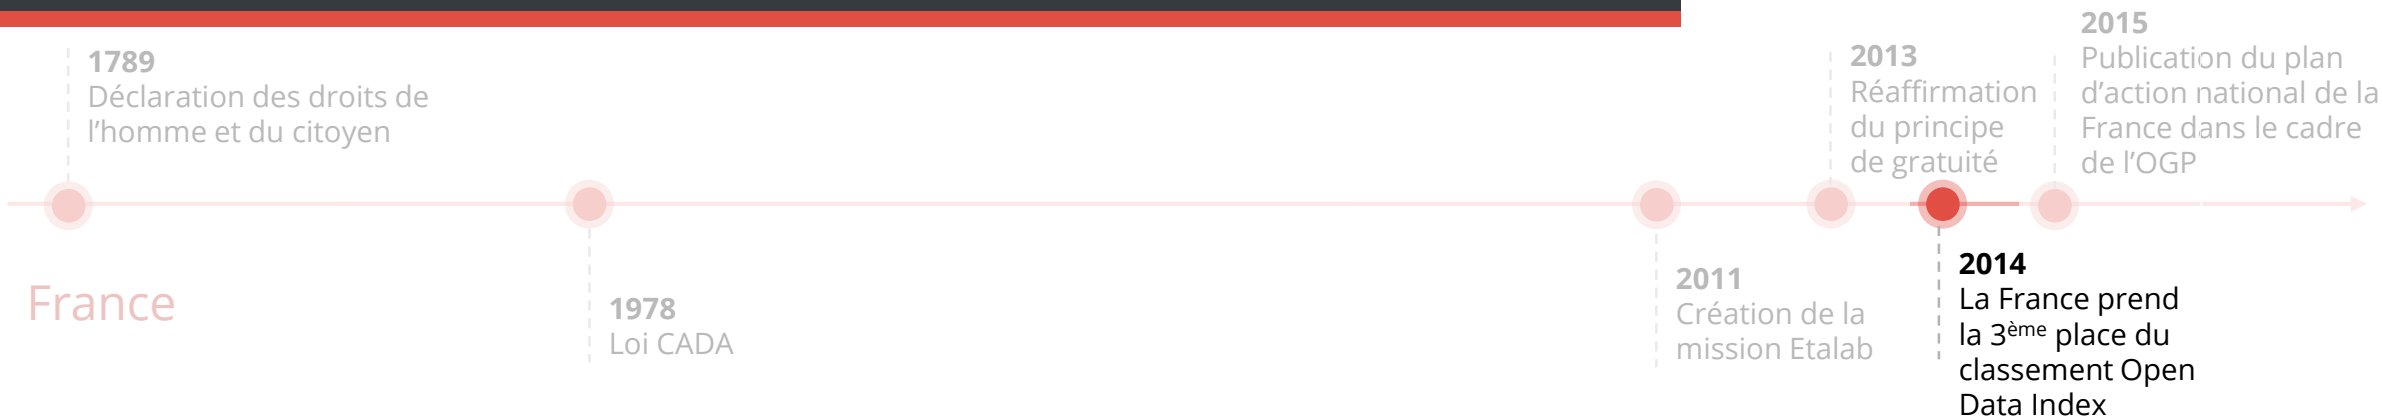 1789
Déclaration des droits de
l’homme et du citoyen
2013
Réaffirmation
du principe
de gratuité
2015
Publication du plan
d’action national de la
France dans le cadre
de l’OGP
France
1978
Loi CADA
2011
Création de la
mission Etalab
2014
La France prend
la 3ème place du
classement Open
Data Index